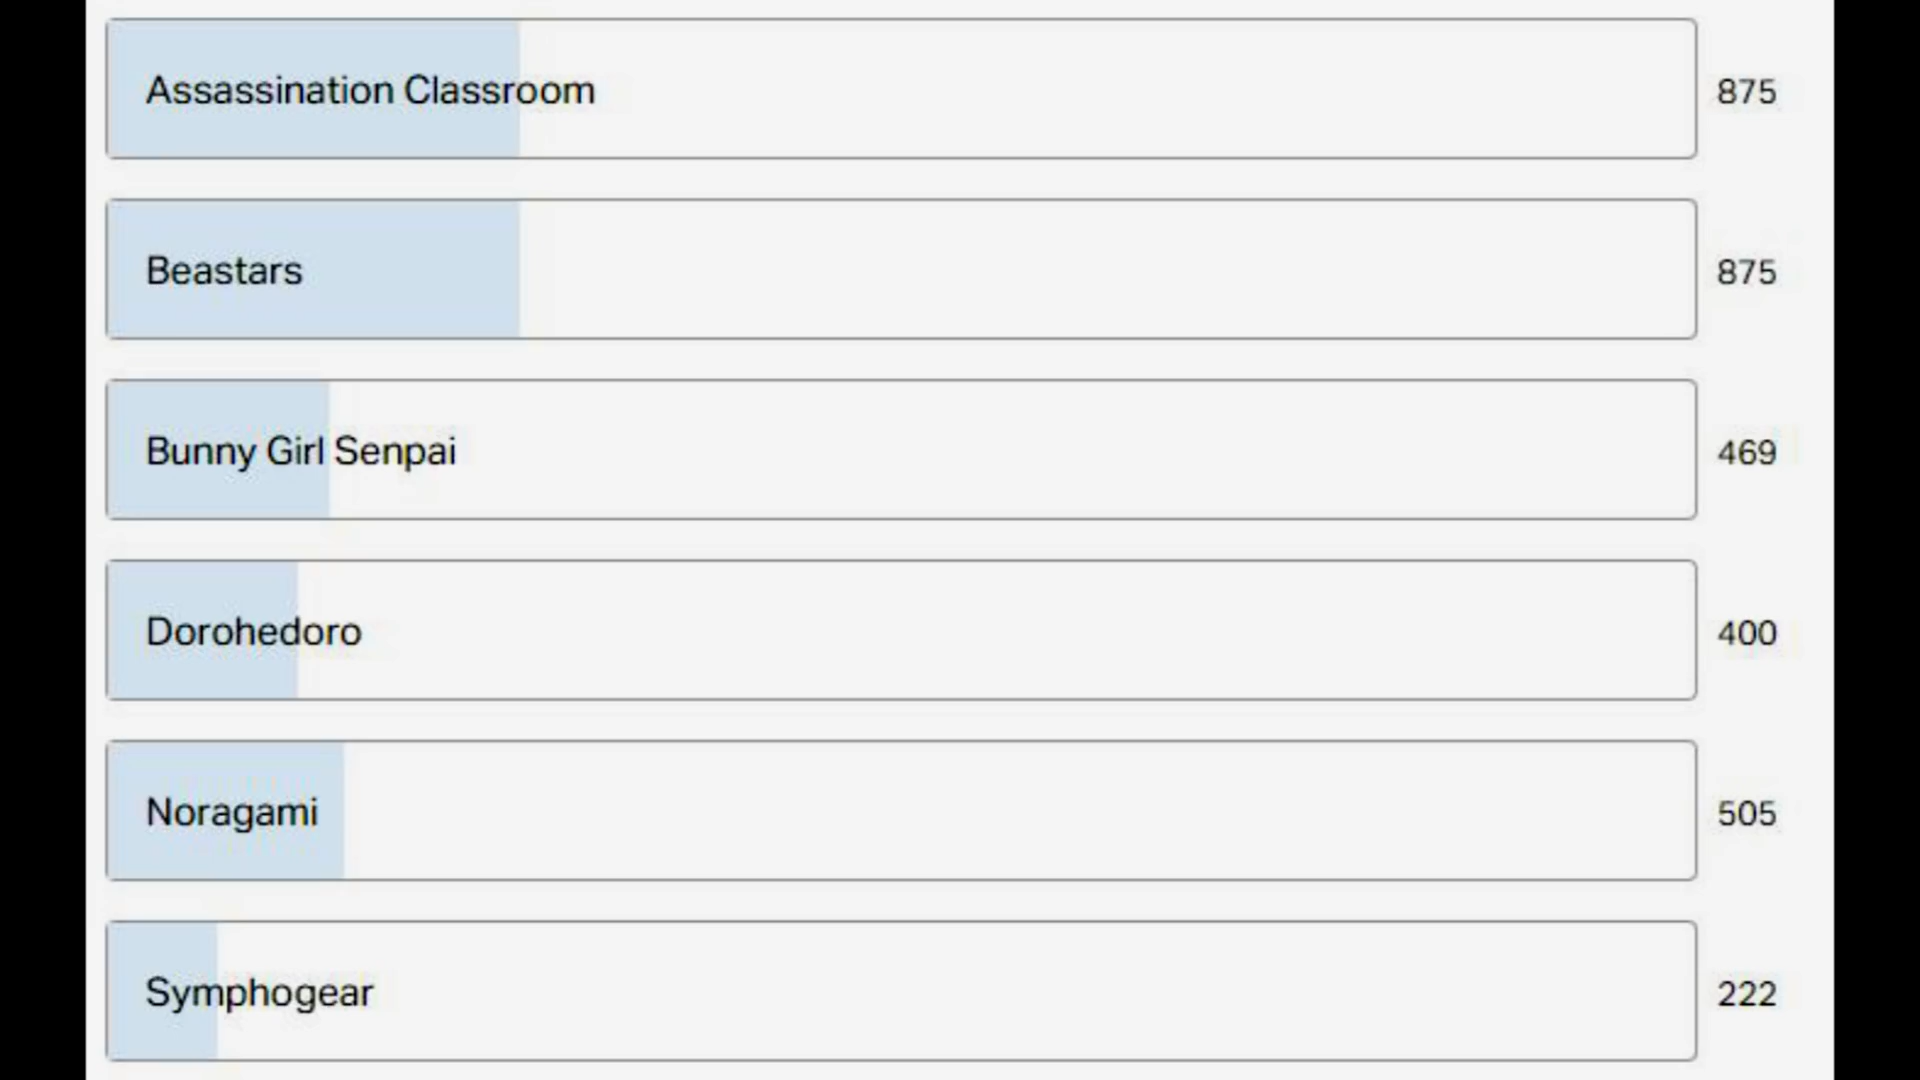 Assassination Classroom 875
Beastars 875
Bunny Girl Senpai 469
Dorohedoro 400
Noragami 505
Symphogear 222